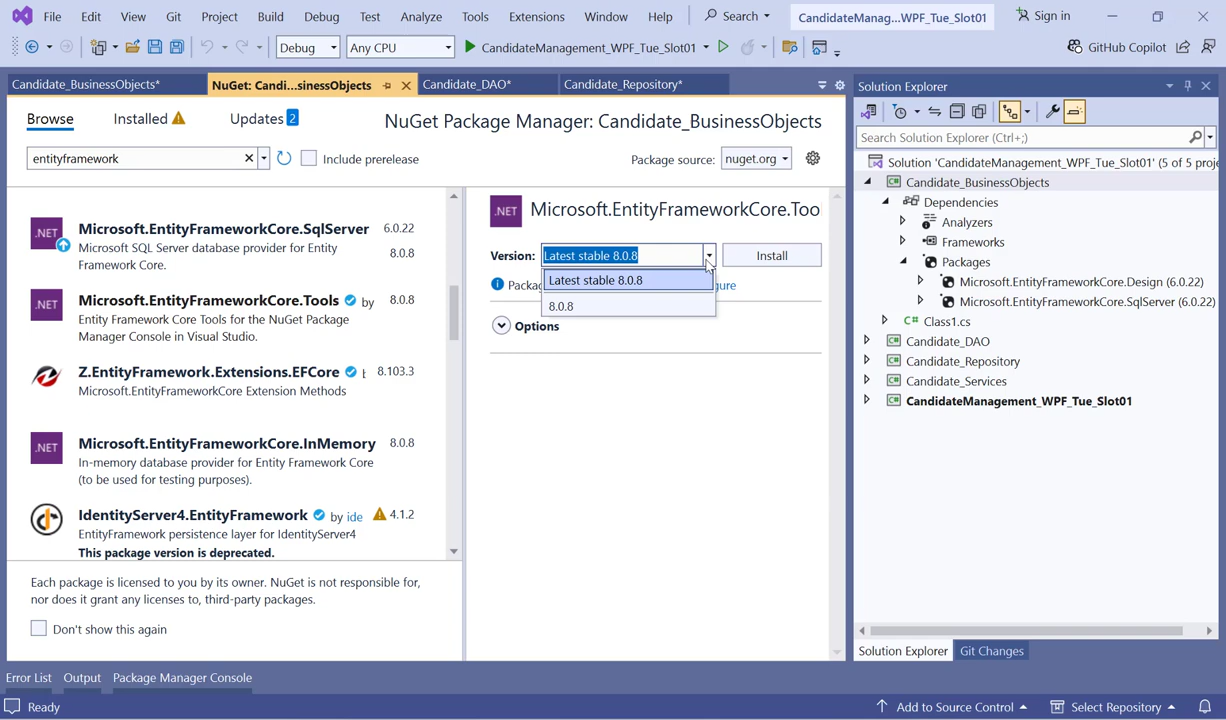 File Edit View Git Project Build Debug Test Analyze Tools Extensions Window Help Search CandidateManag...WPF_Tue_Slot01 Sign in
Debug Any CPU CandidateManagement_WPF_Tue_Slot01 GitHub Copilot
Candidate_BusinessObjects* NuGet: Candi...sinessObjects Candidate_DAO* Candidate_Repository*
Browse Installed Updates 2 NuGet Package Manager: Candidate_BusinessObjects
entityframework Include prerelease Package source: nuget.org
.NET Microsoft.EntityFrameworkCore.SqlServer 6.0.22
Microsoft SQL Server database provider for Entity 8.0.8
Framework Core.
.NET Microsoft.EntityFrameworkCore.Tools by 8.0.8
Entity Framework Core Tools for the NuGet Package
Manager Console in Visual Studio.
Z.EntityFramework.Extensions.EFCore 8.103.3
Microsoft.EntityFrameworkCore Extension Methods
.NET Microsoft.EntityFrameworkCore.InMemory 8.0.8
In-memory database provider for Entity Framework Core
(to be used for testing purposes).
IdentityServer4.EntityFramework by ide 4.1.2
EntityFramework persistence layer for IdentityServer4
This package version is deprecated.
Each package is licensed to you by its owner. NuGet is not responsible for,
nor does it grant any licenses to, third-party packages.
Don't show this again
.NET Microsoft.EntityFrameworkCore.Too
Version: Latest stable 8.0.8 Install
Latest stable 8.0.8
Packa ure
8.0.8
Options
Solution Explorer
Search Solution Explorer (Ctrl+;)
Solution 'CandidateManagement_WPF_Tue_Slot01' (5 of 5 proje
C# Candidate_BusinessObjects
Dependencies
Analyzers
Frameworks
Packages
Microsoft.EntityFrameworkCore.Design (6.0.22)
Microsoft.EntityFrameworkCore.SqlServer (6.0.22)
C# Class1.cs
C# Candidate_DAO
C# Candidate_Repository
C# Candidate_Services
C# CandidateManagement_WPF_Tue_Slot01
Solution Explorer Git Changes
Error List Output Package Manager Console
Ready Add to Source Control Select Repository